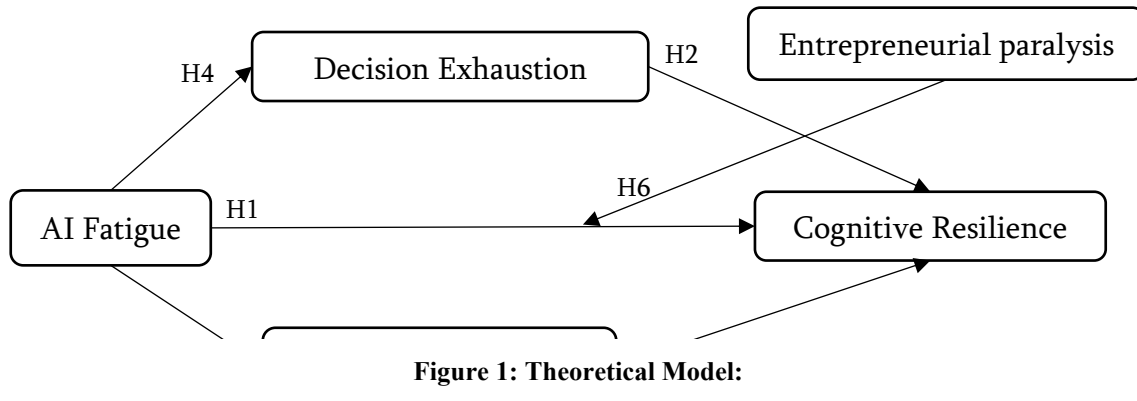 Entrepreneurial paralysis
Decision Exhaustion
H4
H2
H6
H1
AI Fatigue
Cognitive Resilience
Figure 1: Theoretical Model: